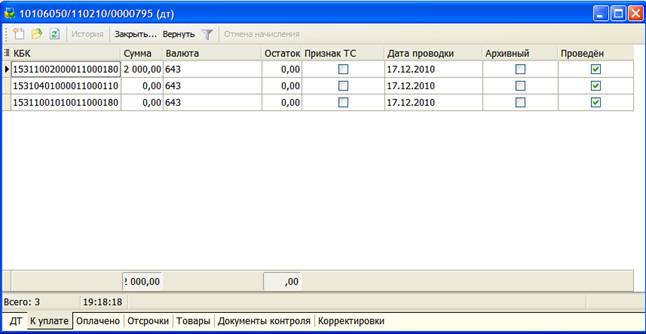 10106050/110210/0000795 (дт)
История Закрыть... Вернуть Отмена начисления
КБК Сумма Валюта Остаток Признак ТС Дата проводки Архивный Проведён
15311002000011000180 2 000,00 643 0,00 17.12.2010
15310401000011000110 0,00 643 0,00 17.12.2010
15311001010011000180 0,00 643 0,00 17.12.2010
2 000,00 ,00
Всего: 3 19:18:18
ДТ К уплате Оплачено Отсрочки Товары Документы контроля Корректировки